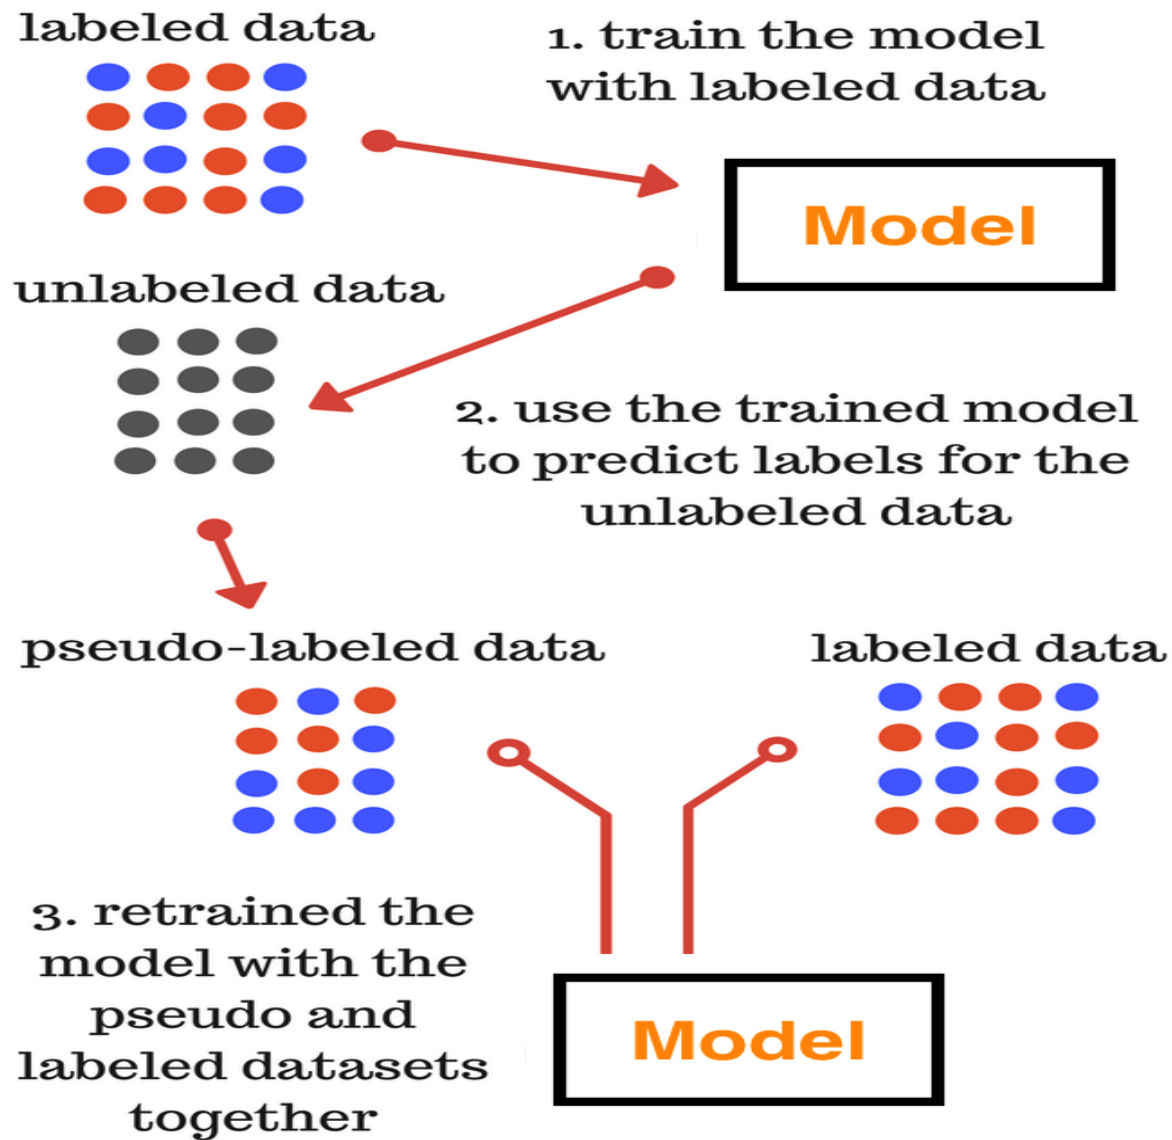 labeled data
1. train the model
with labeled data
Model
unlabeled data
2. use the trained model
to predict labels for the
unlabeled data
pseudo-labeled data
labeled data
3. retrained the
model with the
pseudo and
labeled datasets
together
Model